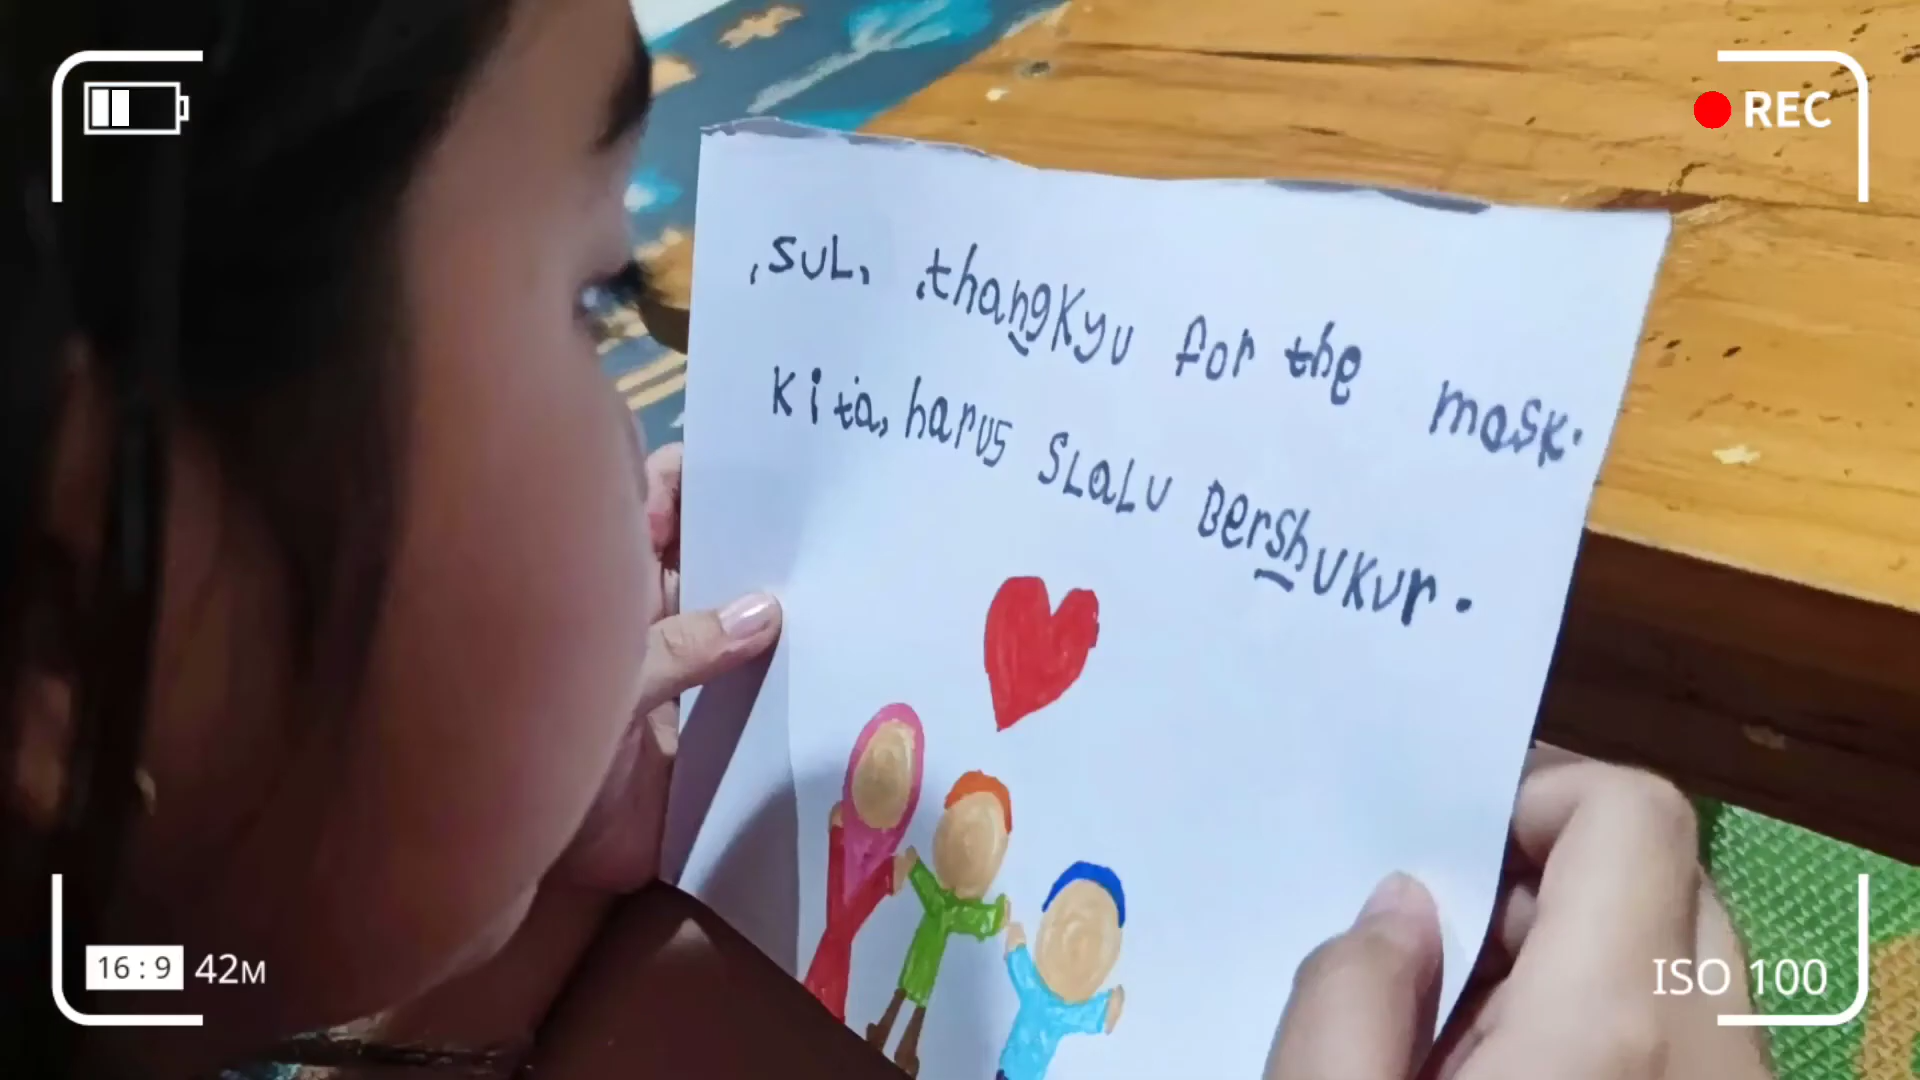 REC
, SUL, .thangkyu for the mask.
Kita, harus SLALU Bershukur.
16:9 42M
ISO 100